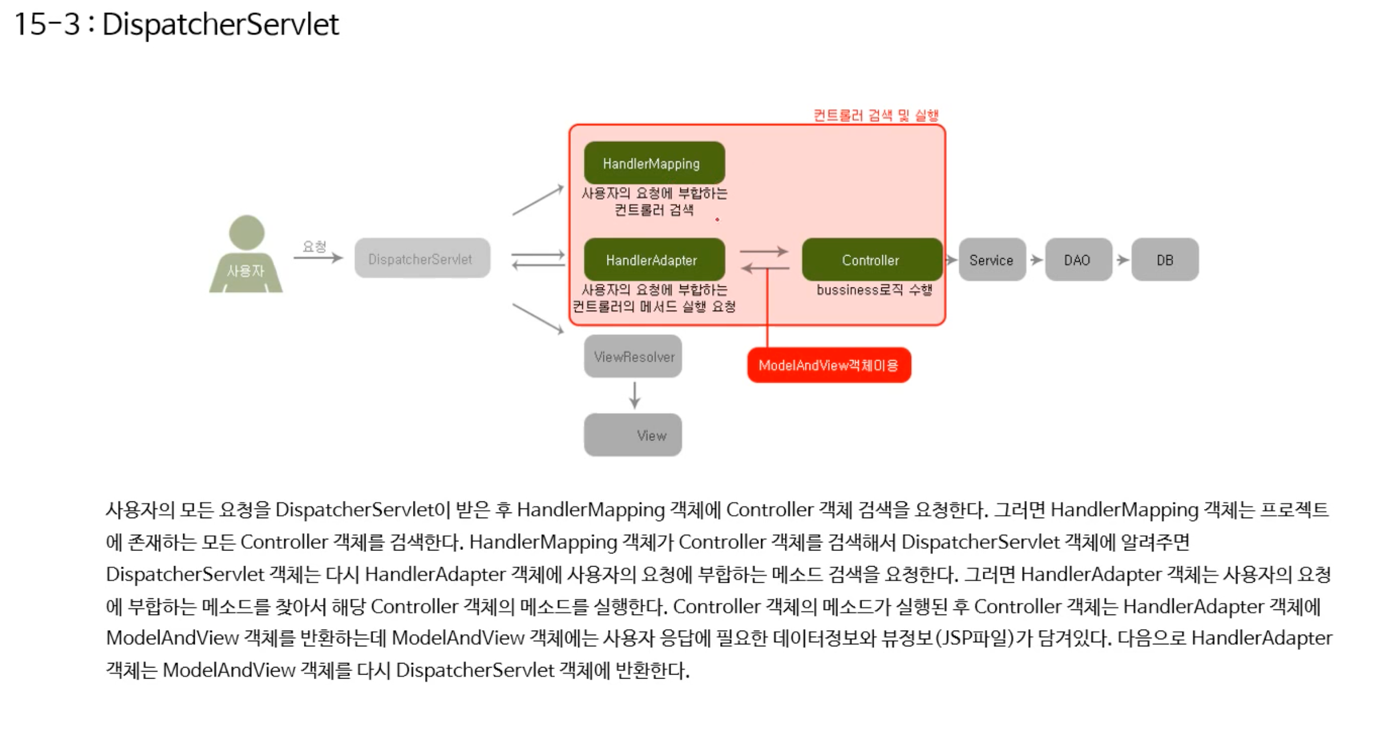 15-3 : DispatcherServlet
컨트롤러 검색 및 실행
HandlerMapping
사용자의 요청에 부합하는
컨트롤러 검색
사용자
요청
DispatcherServlet
HandlerAdapter
사용자의 요청에 부합하는
컨트롤러의 메서드 실행 요청
Controller
bussiness로직 수행
Service
DAO
DB
ViewResolver
ModelAndView객체이용
View
사용자의 모든 요청을 DispatcherServlet이 받은 후 HandlerMapping 객체에 Controller 객체 검색을 요청한다. 그러면 HandlerMapping 객체는 프로젝트
에 존재하는 모든 Controller 객체를 검색한다. HandlerMapping 객체가 Controller 객체를 검색해서 DispatcherServlet 객체에 알려주면
DispatcherServlet 객체는 다시 HandlerAdapter 객체에 사용자의 요청에 부합하는 메소드 검색을 요청한다. 그러면 HandlerAdapter 객체는 사용자의 요청
에 부합하는 메소드를 찾아서 해당 Controller 객체의 메소드를 실행한다. Controller 객체의 메소드가 실행된 후 Controller 객체는 HandlerAdapter 객체에
ModelAndView 객체를 반환하는데 ModelAndView 객체에는 사용자 응답에 필요한 데이터정보와 뷰정보(JSP파일)가 담겨있다. 다음으로 HandlerAdapter
객체는 ModelAndView 객체를 다시 DispatcherServlet 객체에 반환한다.